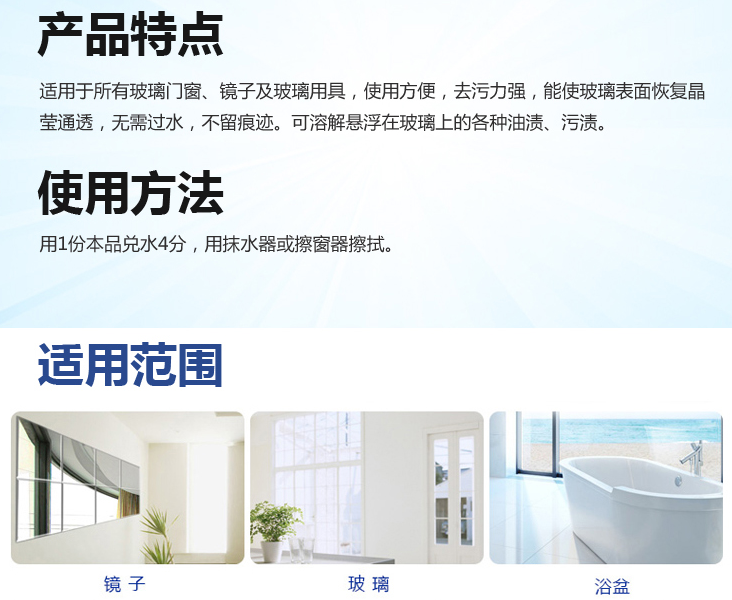 产品特点
适用于所有玻璃门窗、镜子及玻璃用具，使用方便，去污力强，能使玻璃表面恢复晶
莹通透，无需过水，不留痕迹。可溶解悬浮在玻璃上的各种油渍、污渍。
使用方法
用1份本品兑水4分，用抹水器或擦窗器擦拭。
适用范围
镜子
玻璃
浴盆